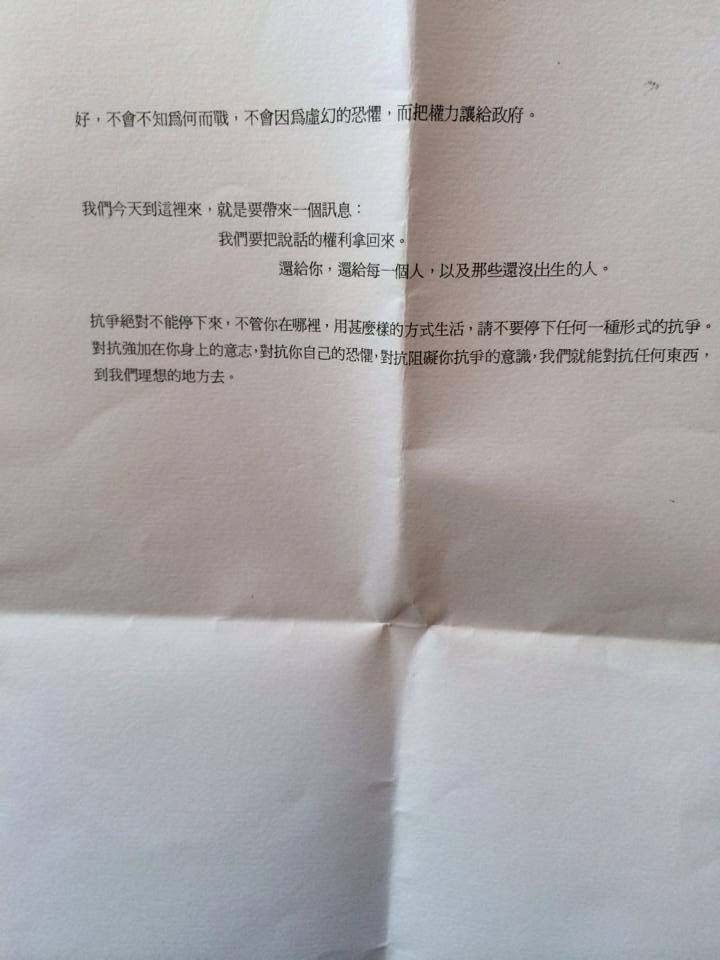 好，不會不知爲何而戰，不會因爲虛幻的恐懼，而把權力讓給政府。
我們今天到這裡來，就是要帶來一個訊息：
我們要把說話的權利拿回來。
還給你，還給每一個人，以及那些還沒出生的人。
抗爭絕對不能停下來，不管你在哪裡，用甚麼樣的方式生活，請不要停下任何一種形式的抗爭。
對抗強加在你身上的意志，對抗你自己的恐懼，對抗阻礙你抗爭的意識，我們就能對抗任何東西，
到我們理想的地方去。